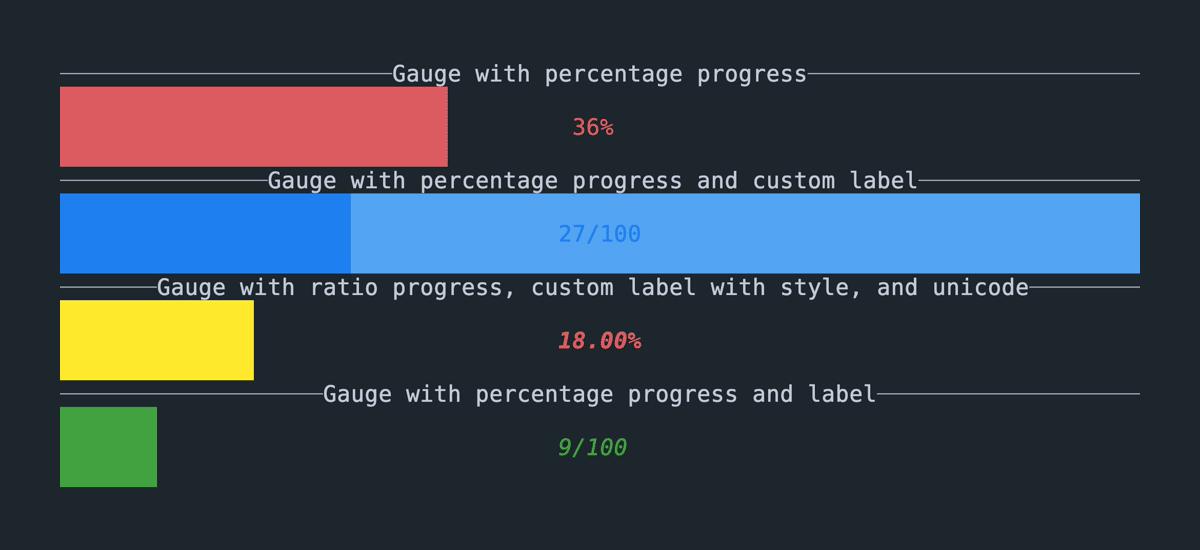 Gauge with percentage progress
36%
Gauge with percentage progress and custom label
27/100
Gauge with ratio progress, custom label with style, and unicode
18.00%
Gauge with percentage progress and label
9/100